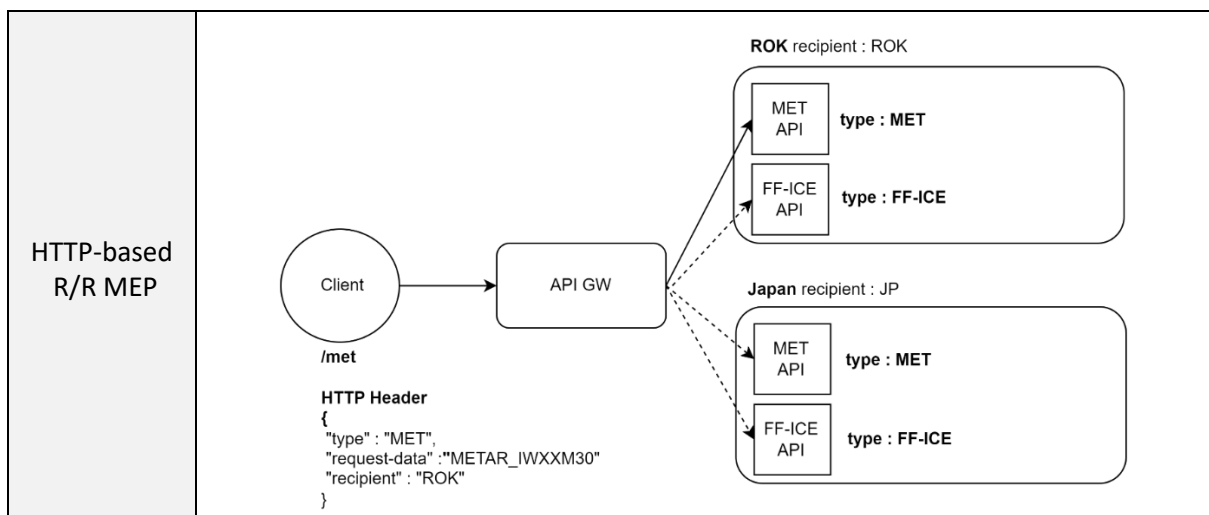 HTTP-based
R/R MEP
Client
/met
HTTP Header
{
"type" : "MET",
"request-data" :"METAR_IWXXM30"
"recipient" : "ROK"
}
API GW
ROK recipient : ROK
MET
API
type : MET
FF-ICE
API
type : FF-ICE
Japan recipient : JP
MET
API
type : MET
FF-ICE
API
type : FF-ICE